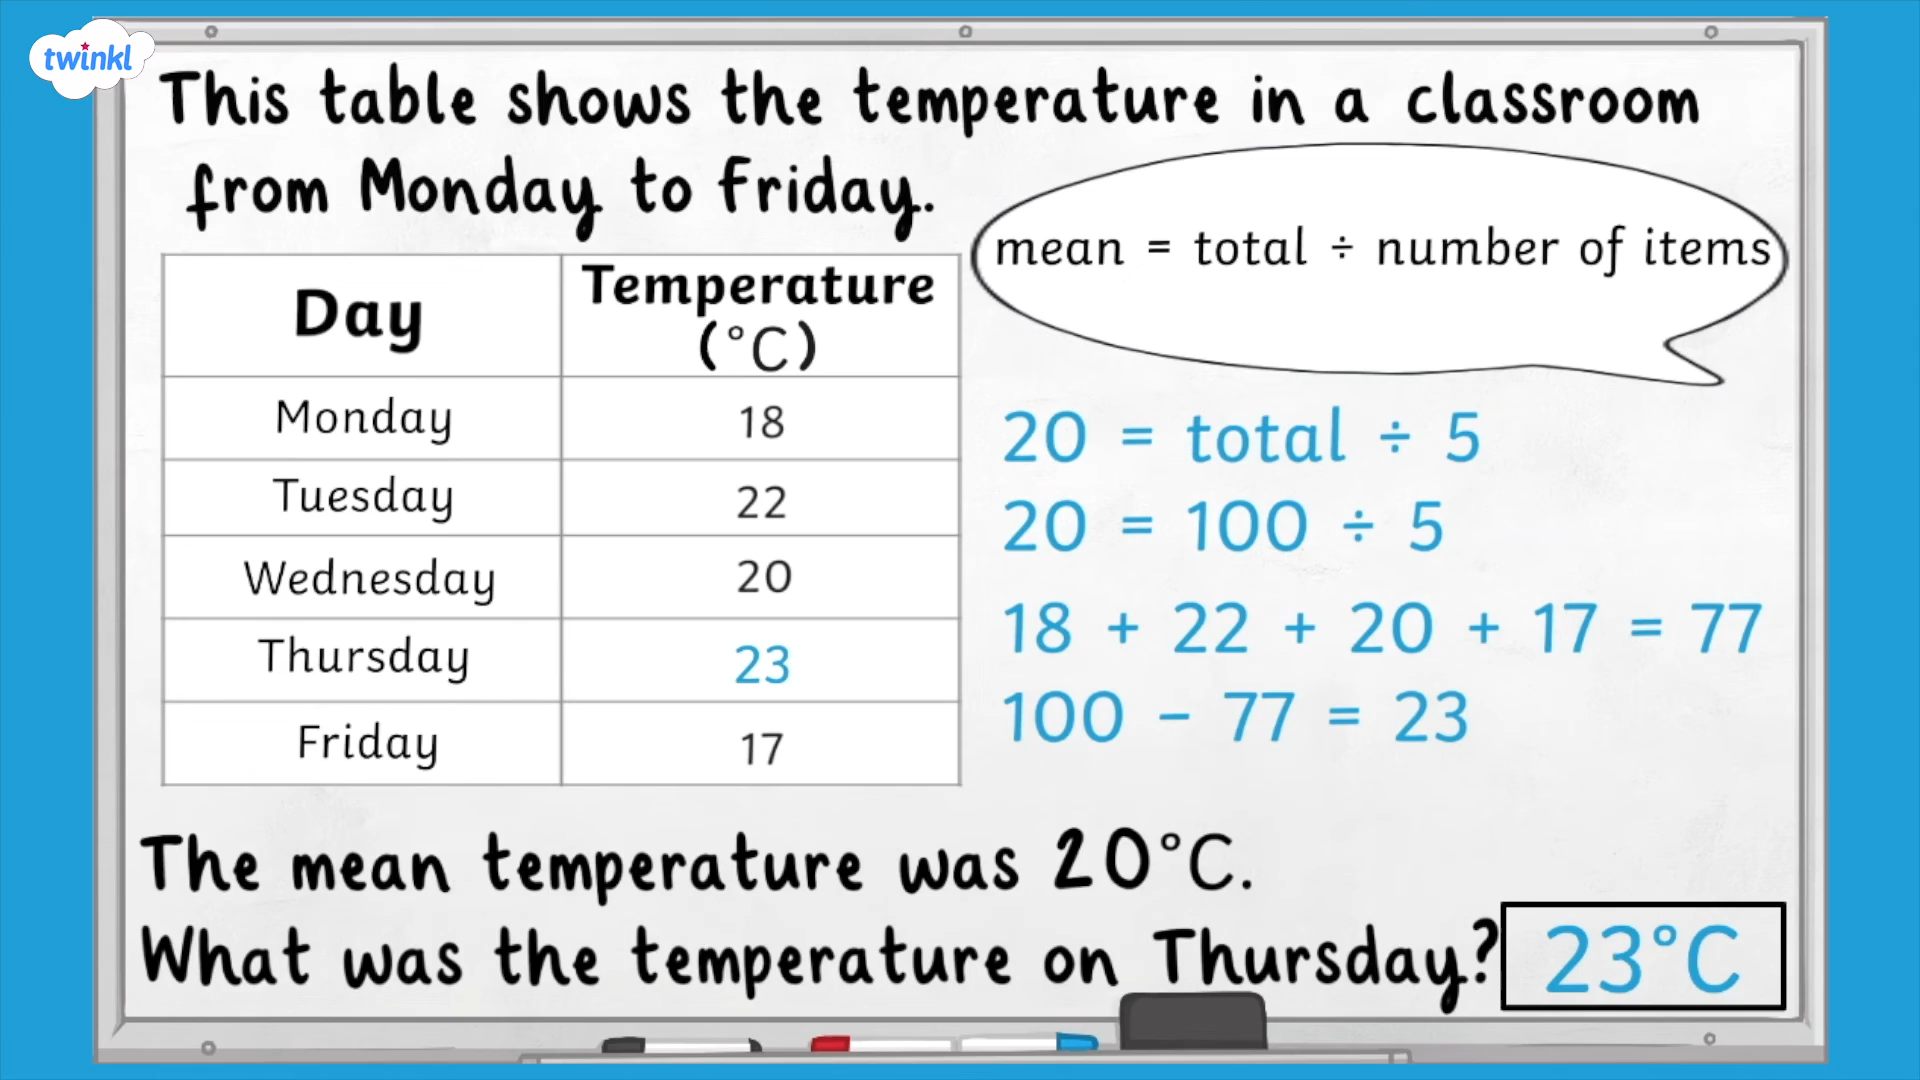 twinkl
This table shows the temperature in a classroom
from Monday to Friday.
mean = total ÷ number of items
Day Temperature (°C)
Monday 18
Tuesday 22
Wednesday 20
Thursday 23
Friday 17
20 = total ÷ 5
20 = 100 ÷ 5
18 + 22 + 20 + 17 = 77
100 − 77 = 23
The mean temperature was 20°C.
What was the temperature on Thursday? 23°C